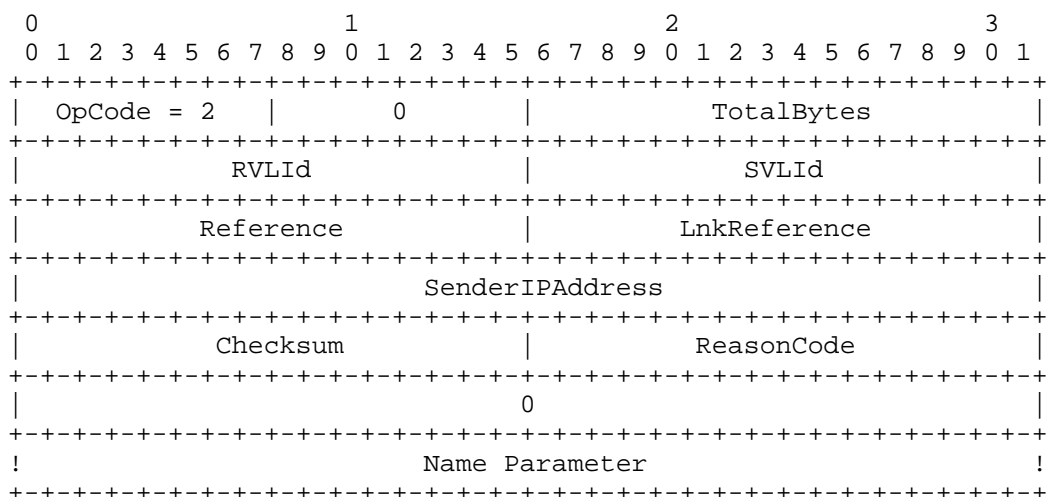 0                   1                   2                   3
 0 1 2 3 4 5 6 7 8 9 0 1 2 3 4 5 6 7 8 9 0 1 2 3 4 5 6 7 8 9 0 1
+-+-+-+-+-+-+-+-+-+-+-+-+-+-+-+-+-+-+-+-+-+-+-+-+-+-+-+-+-+-+-+-+
|  OpCode = 2   |       0       |           TotalBytes          |
+-+-+-+-+-+-+-+-+-+-+-+-+-+-+-+-+-+-+-+-+-+-+-+-+-+-+-+-+-+-+-+-+
|             RVLId             |             SVLId             |
+-+-+-+-+-+-+-+-+-+-+-+-+-+-+-+-+-+-+-+-+-+-+-+-+-+-+-+-+-+-+-+-+
|           Reference           |         LnkReference          |
+-+-+-+-+-+-+-+-+-+-+-+-+-+-+-+-+-+-+-+-+-+-+-+-+-+-+-+-+-+-+-+-+
|                         SenderIPAddress                       |
+-+-+-+-+-+-+-+-+-+-+-+-+-+-+-+-+-+-+-+-+-+-+-+-+-+-+-+-+-+-+-+-+
|            Checksum           |          ReasonCode           |
+-+-+-+-+-+-+-+-+-+-+-+-+-+-+-+-+-+-+-+-+-+-+-+-+-+-+-+-+-+-+-+-+
|                               0                               |
+-+-+-+-+-+-+-+-+-+-+-+-+-+-+-+-+-+-+-+-+-+-+-+-+-+-+-+-+-+-+-+-+
!                         Name Parameter                        !
+-+-+-+-+-+-+-+-+-+-+-+-+-+-+-+-+-+-+-+-+-+-+-+-+-+-+-+-+-+-+-+-+